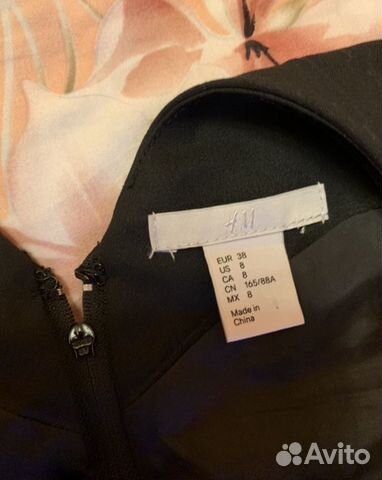 H&M
EUR 38
US 8
CA 8
CN 165/88A
MX 8
Made in
China
Avito